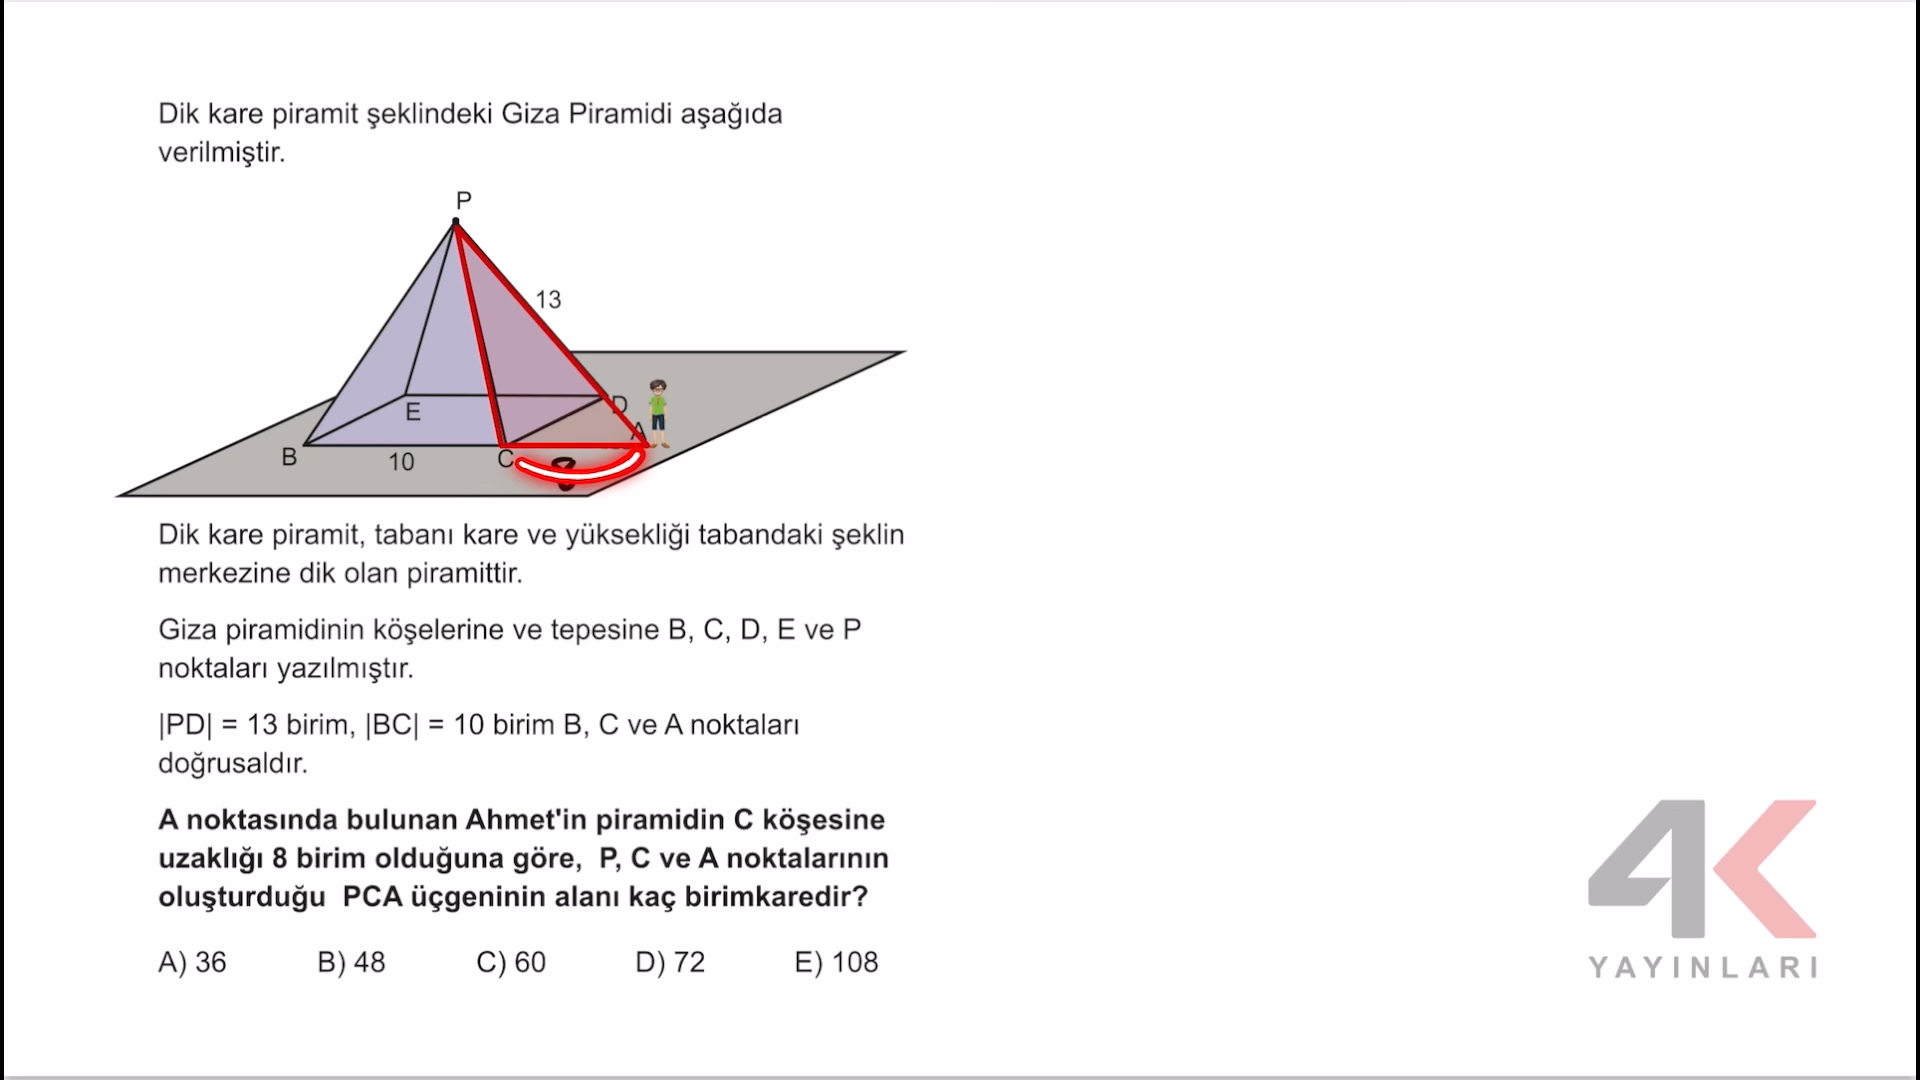 Dik kare piramit şeklindeki Giza Piramidi aşağıda
verilmiştir.
P
13
D
E
A
B
10
C
8
Dik kare piramit, tabanı kare ve yüksekliği tabandaki şeklin
merkezine dik olan piramittir.
Giza piramidinin köşelerine ve tepesine B, C, D, E ve P
noktaları yazılmıştır.
|PD| = 13 birim, |BC| = 10 birim B, C ve A noktaları
doğrusaldır.
A noktasında bulunan Ahmet'in piramidin C köşesine
uzaklığı 8 birim olduğuna göre, P, C ve A noktalarının
oluşturduğu PCA üçgeninin alanı kaç birimkaredir?
A) 36 B) 48 C) 60 D) 72 E) 108
4K
YAYINLARI